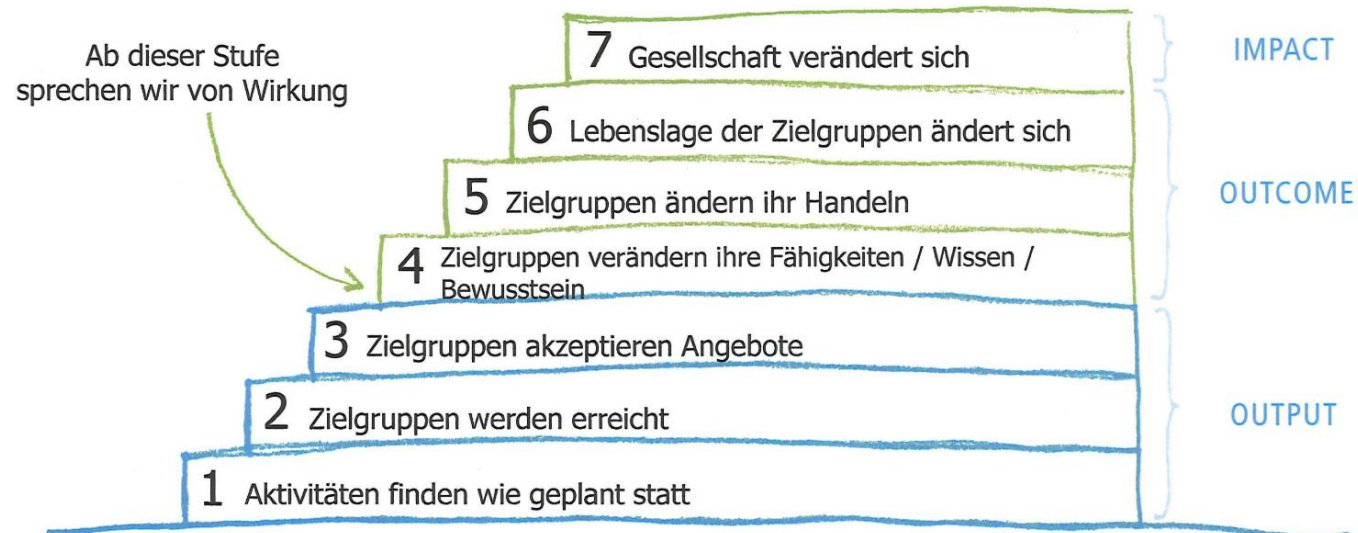 Ab dieser Stufe
sprechen wir von Wirkung
7 Gesellschaft verändert sich
IMPACT
6 Lebenslage der Zielgruppen ändert sich
5 Zielgruppen ändern ihr Handeln
OUTCOME
4 Zielgruppen verändern ihre Fähigkeiten / Wissen /
Bewusstsein
3 Zielgruppen akzeptieren Angebote
2 Zielgruppen werden erreicht
OUTPUT
1 Aktivitäten finden wie geplant statt